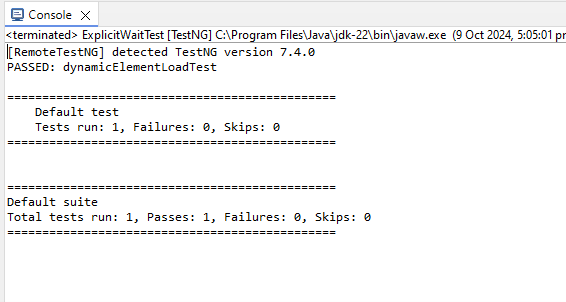 Console
<terminated> ExplicitWaitTest [TestNG] C:\Program Files\Java\jdk-22\bin\javaw.exe (9 Oct 2024, 5:05:01 pm
[RemoteTestNG] detected TestNG version 7.4.0
PASSED: dynamicElementLoadTest
===============================================
Default test
Tests run: 1, Failures: 0, Skips: 0
===============================================
===============================================
Default suite
Total tests run: 1, Passes: 1, Failures: 0, Skips: 0
===============================================